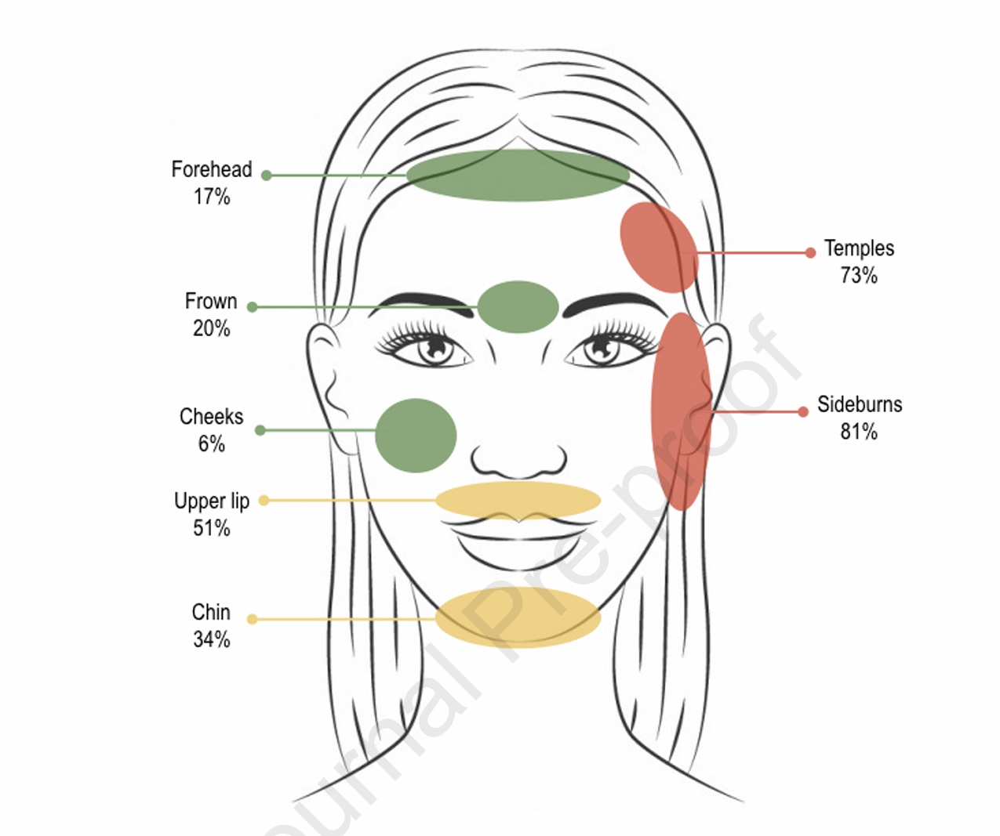 Forehead
17%
Temples
73%
Frown
20%
Sideburns
81%
Cheeks
6%
Upper lip
51%
Chin
34%
Journal Pre-proof